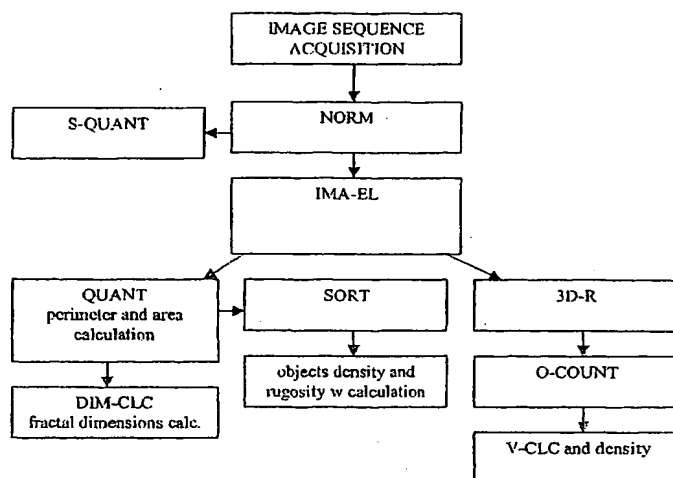 IMAGE SEQUENCE
ACQUISITION
NORM
S-QUANT
IMA-EL
QUANT
perimeter and area
calculation
SORT
3D-R
objects density and
rugosity w calculation
O-COUNT
DIM-CLC
fractal dimensions calc.
V-CLC and density